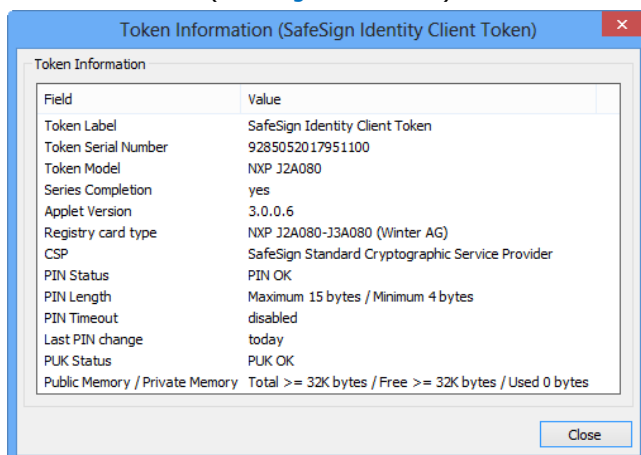 Token Information (SafeSign Identity Client Token)
Token Information
Field Value
Token Label SafeSign Identity Client Token
Token Serial Number 9285052017951100
Token Model NXP J2A080
Series Completion yes
Applet Version 3.0.0.6
Registry card type NXP J2A080-J3A080 (Winter AG)
CSP SafeSign Standard Cryptographic Service Provider
PIN Status PIN OK
PIN Length Maximum 15 bytes / Minimum 4 bytes
PIN Timeout disabled
Last PIN change today
PUK Status PUK OK
Public Memory / Private Memory Total >= 32K bytes / Free >= 32K bytes / Used 0 bytes
Close